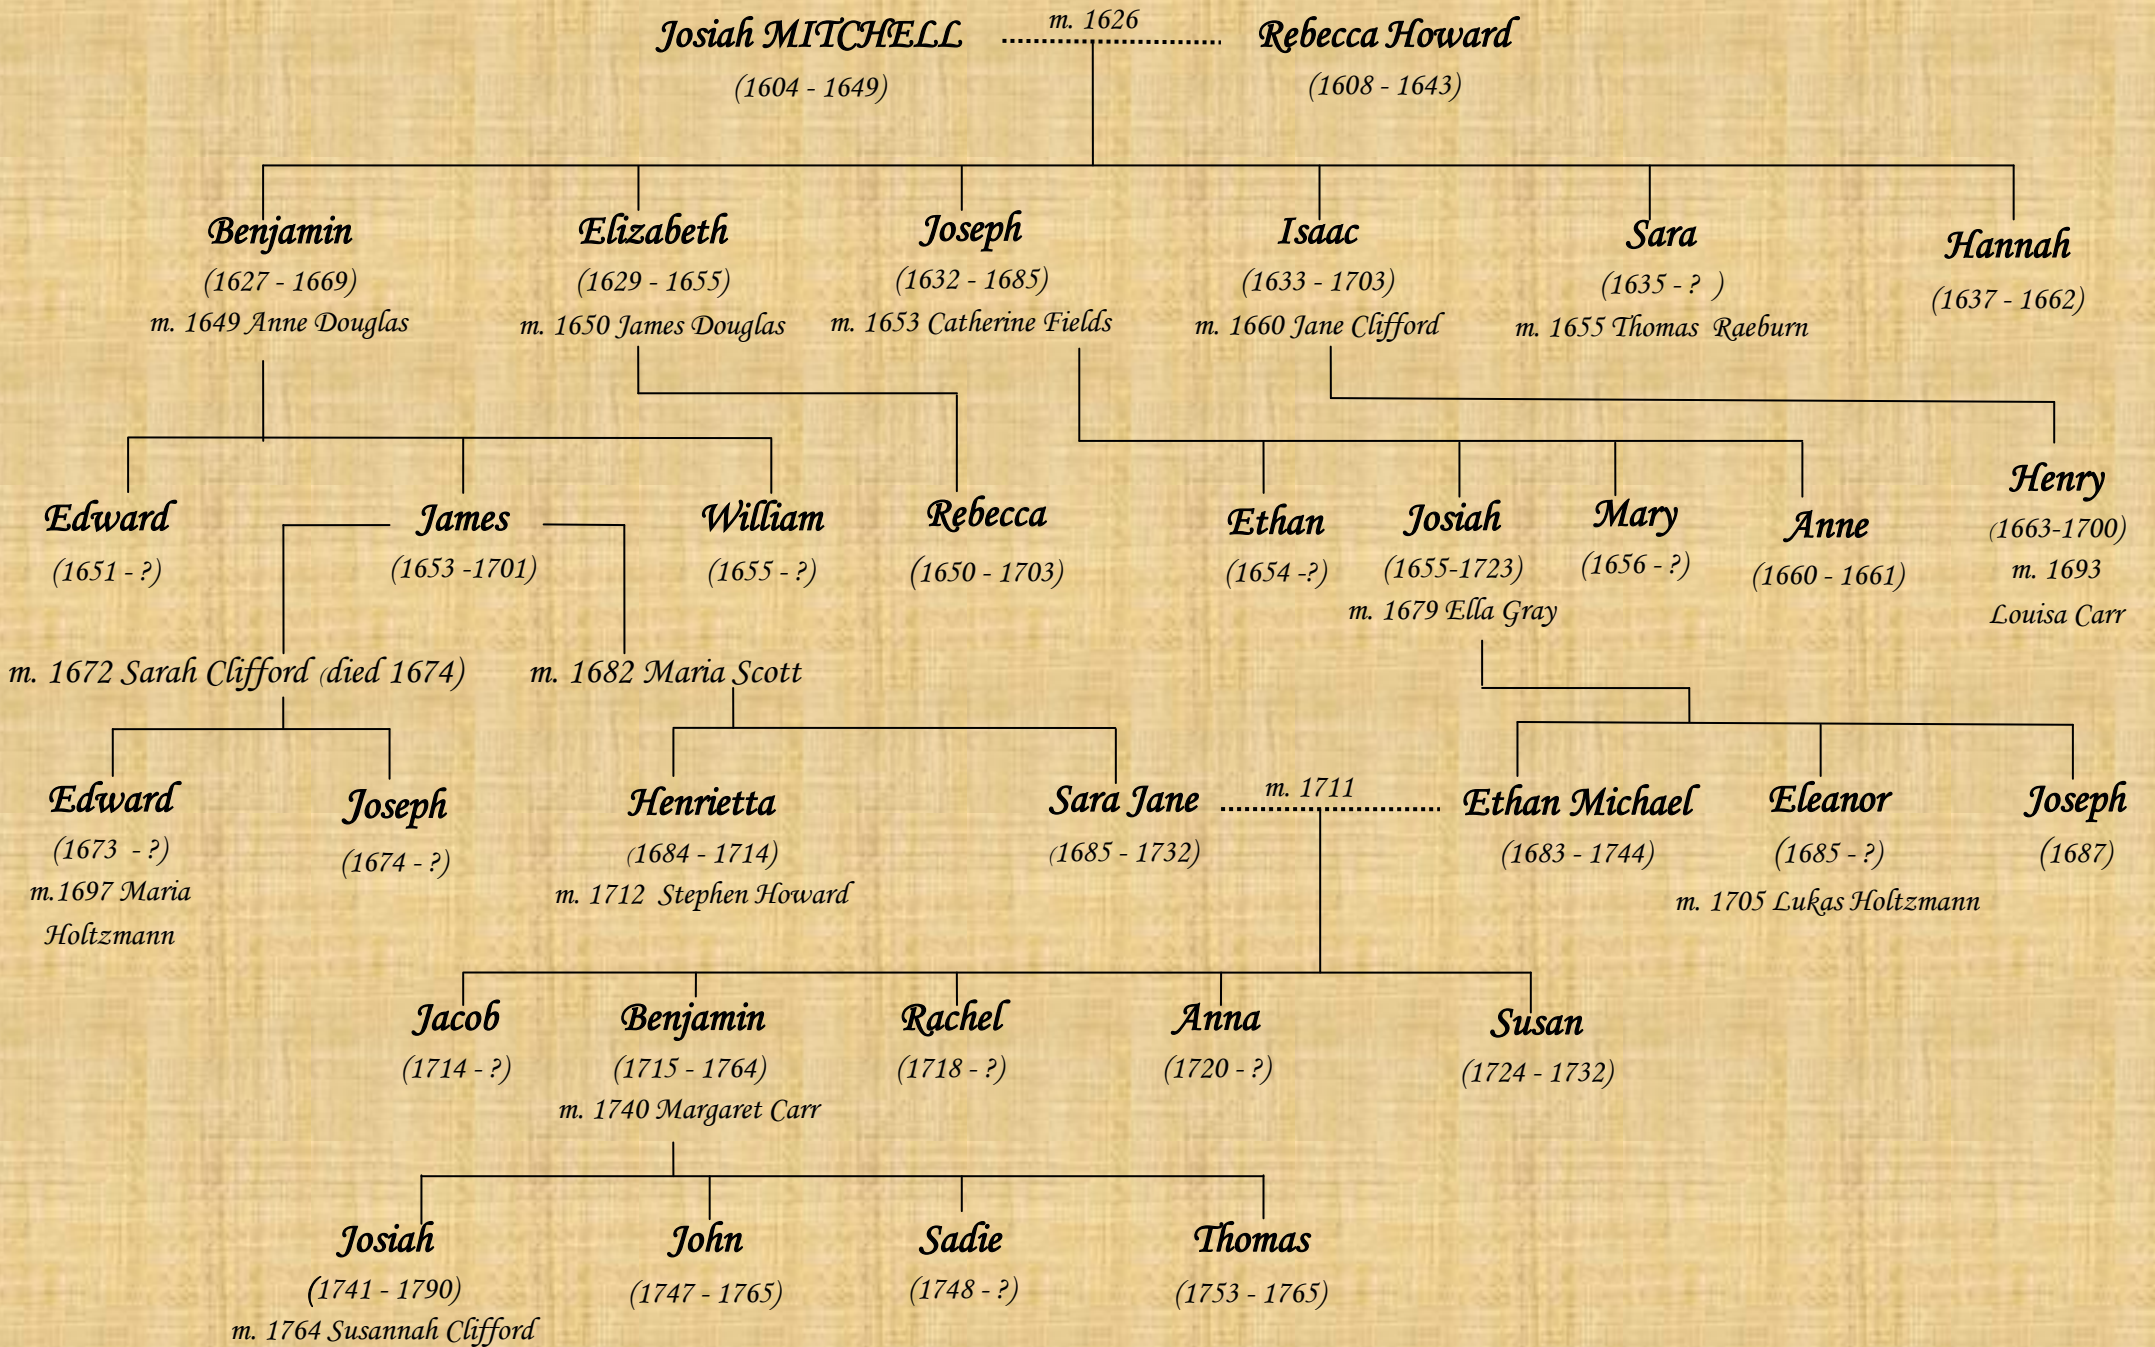 m. 1626
Josiah MITCHELL Rebecca Howard
(1604 - 1649) (1608 - 1643)
Benjamin Elizabeth Joseph Isaac Sara Hannah
(1627 - 1669) (1629 - 1655) (1632 - 1685) (1633 - 1703) (1635 - ? ) (1637 - 1662)
m. 1649 Anne Douglas m. 1650 James Douglas m. 1653 Catherine Fields m. 1660 Jane Clifford m. 1655 Thomas Raeburn
Edward James William Rebecca Ethan Josiah Mary Anne Henry
(1651 - ?) (1653 -1701) (1655 - ?) (1650 - 1703) (1654 -?) (1655-1723) (1656 - ?) (1660 - 1661) (1663-1700)
m. 1679 Ella Gray m. 1693
Louisa Carr
m. 1672 Sarah Clifford (died 1674) m. 1682 Maria Scott
m. 1711
Edward Joseph Henrietta Sara Jane Ethan Michael Eleanor Joseph
(1673 - ?) (1674 - ?) (1684 - 1714) (1685 - 1732) (1683 - 1744) (1685 - ?) (1687)
m.1697 Maria m. 1712 Stephen Howard m. 1705 Lukas Holtzmann
Holtzmann
Jacob Benjamin Rachel Anna Susan
(1714 - ?) (1715 - 1764) (1718 - ?) (1720 - ?) (1724 - 1732)
m. 1740 Margaret Carr
Josiah John Sadie Thomas
(1741 - 1790) (1747 - 1765) (1748 - ?) (1753 - 1765)
m. 1764 Susannah Clifford